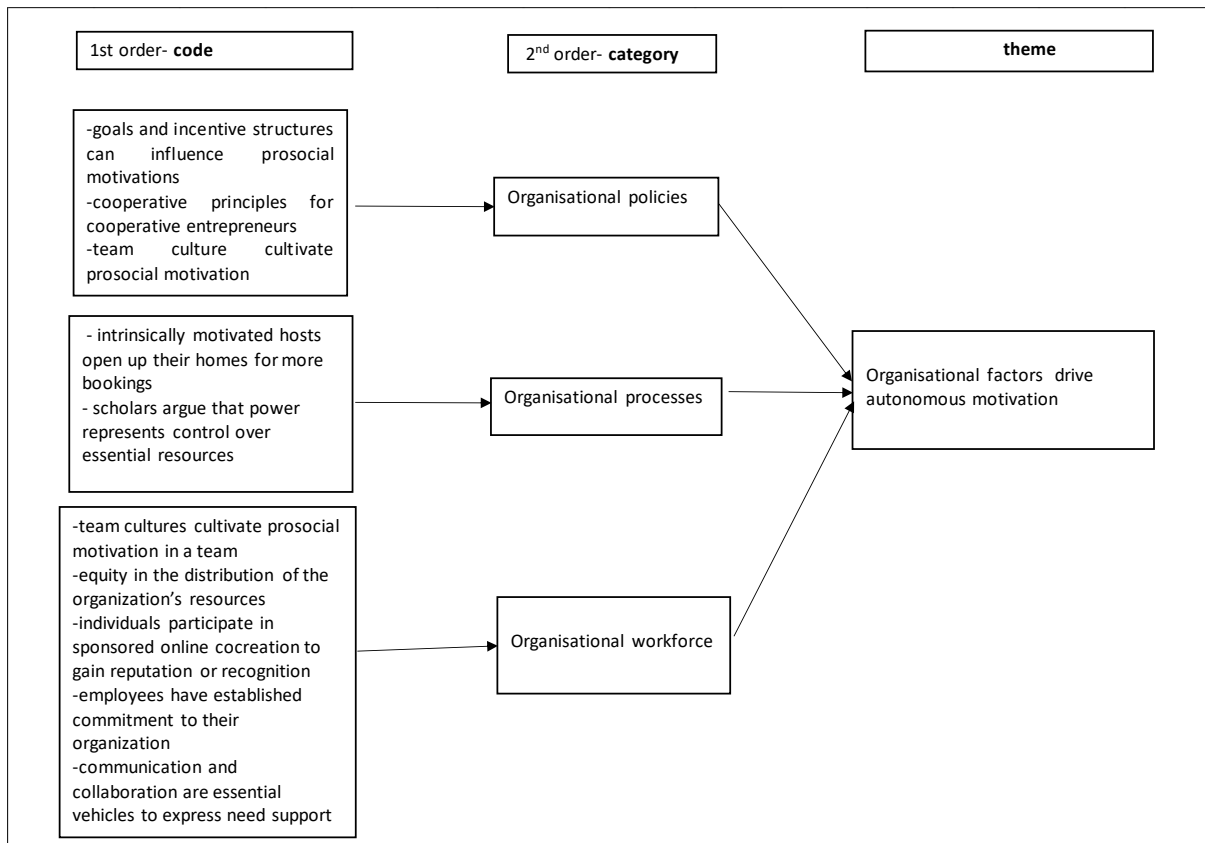 1st order- code
2nd order- category
theme
-goals and incentive structures
can influence prosocial
motivations
-cooperative principles for
cooperative entrepreneurs
-team culture cultivate
prosocial motivation
Organisational policies
- intrinsically motivated hosts
open up their homes for more
bookings
- scholars argue that power
represents control over
essential resources
Organisational processes
Organisational factors drive
autonomous motivation
-team cultures cultivate prosocial
motivation in a team
-equity in the distribution of the
organization's resources
-individuals participate in
sponsored online cocreation to
gain reputation or recognition
-employees have established
commitment to their
organization
-communication and
collaboration are essential
vehicles to express need support
Organisational workforce